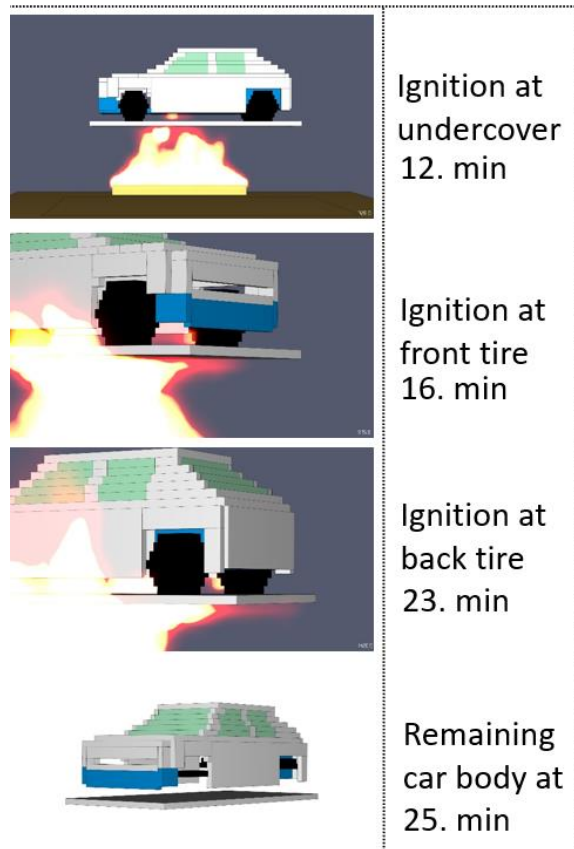 Ignition at
undercover
12. min
Ignition at
front tire
16. min
Ignition at
back tire
23. min
Remaining
car body at
25. min